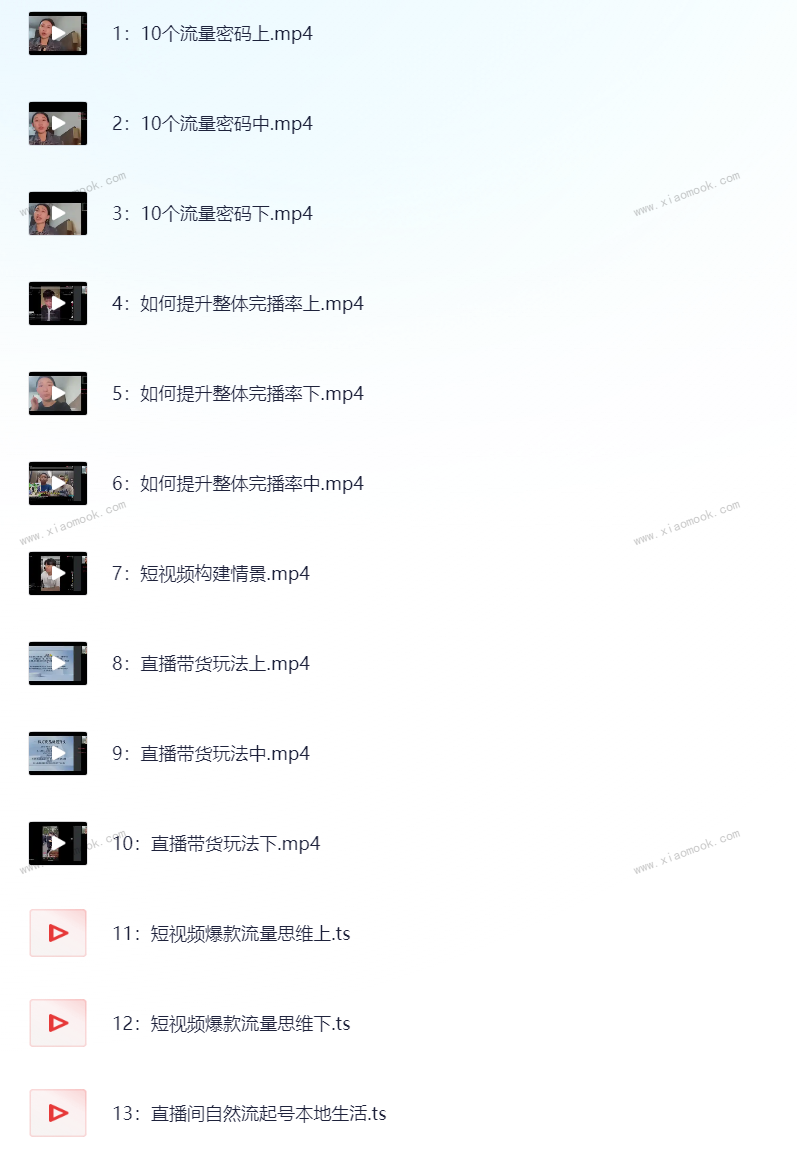 1：10个流量密码上.mp4
2：10个流量密码中.mp4
www.xiaomook.com
www.xiaomook.com
3：10个流量密码下.mp4
4：如何提升整体完播率上.mp4
5：如何提升整体完播率下.mp4
6：如何提升整体完播率中.mp4
www.xiaomook.com
www.xiaomook.com
7：短视频构建情景.mp4
8：直播带货玩法上.mp4
9：直播带货玩法中.mp4
10：直播带货玩法下.mp4
www.xiaomook.com
www.xiaomook.com
11：短视频爆款流量思维上.ts
12：短视频爆款流量思维下.ts
13：直播间自然流起号本地生活.ts